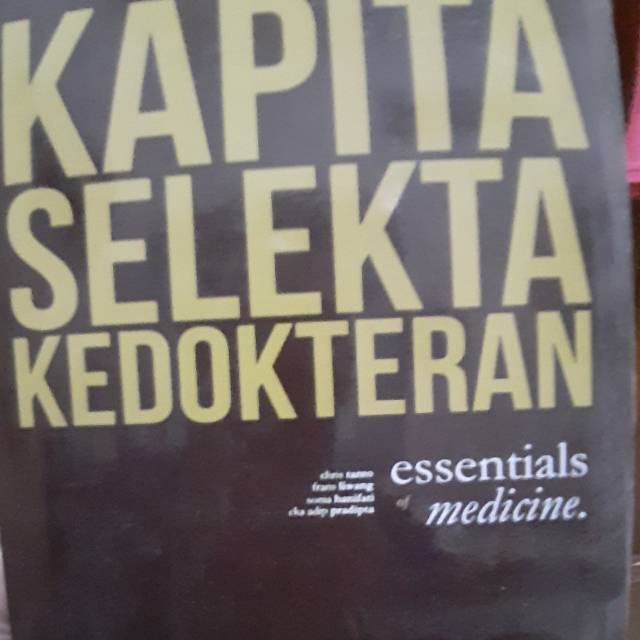 KAPITA
SELEKTA
KEDOKTERAN
chris tanto
frans liwang
sonia hanifati
eka adip pradipta
essentials
of medicine.